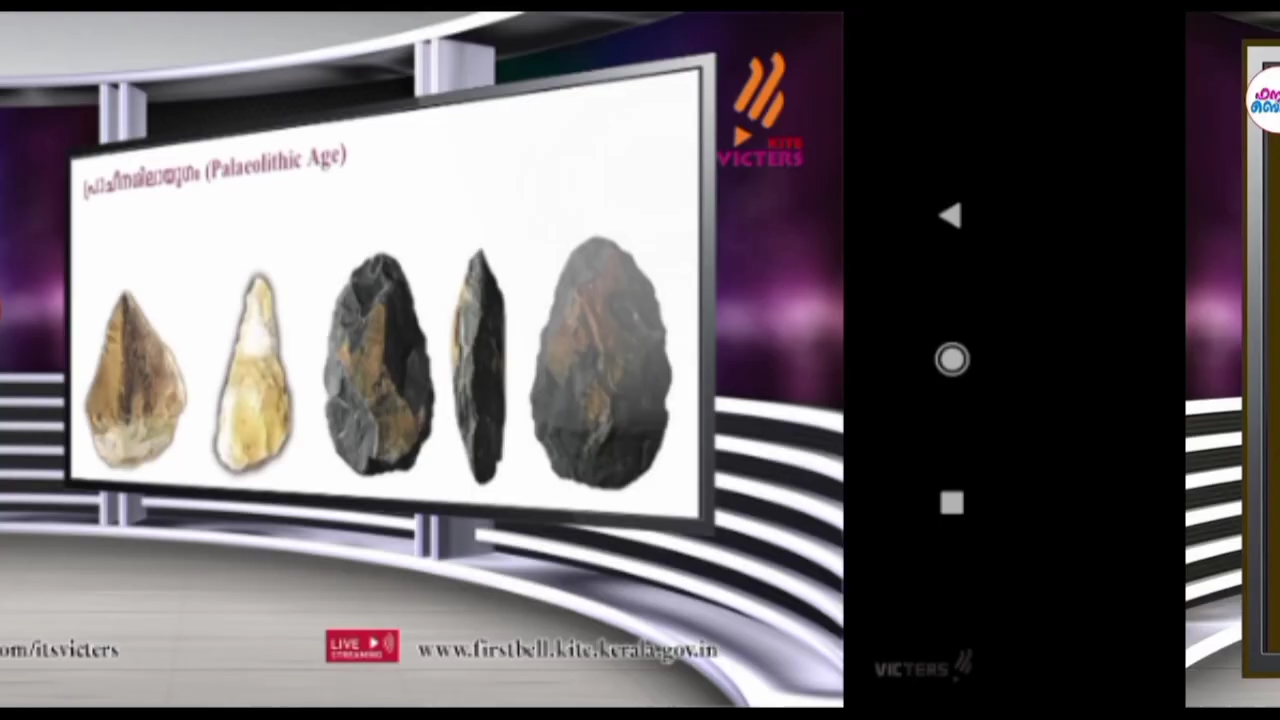 പ്രാചീനശിലായുഗം (Palaeolithic Age)
KITE
VICTERS
om/itsvicters
LIVE
STREAMING
www.firstbell.kite.kerala.gov.in
VICTERS